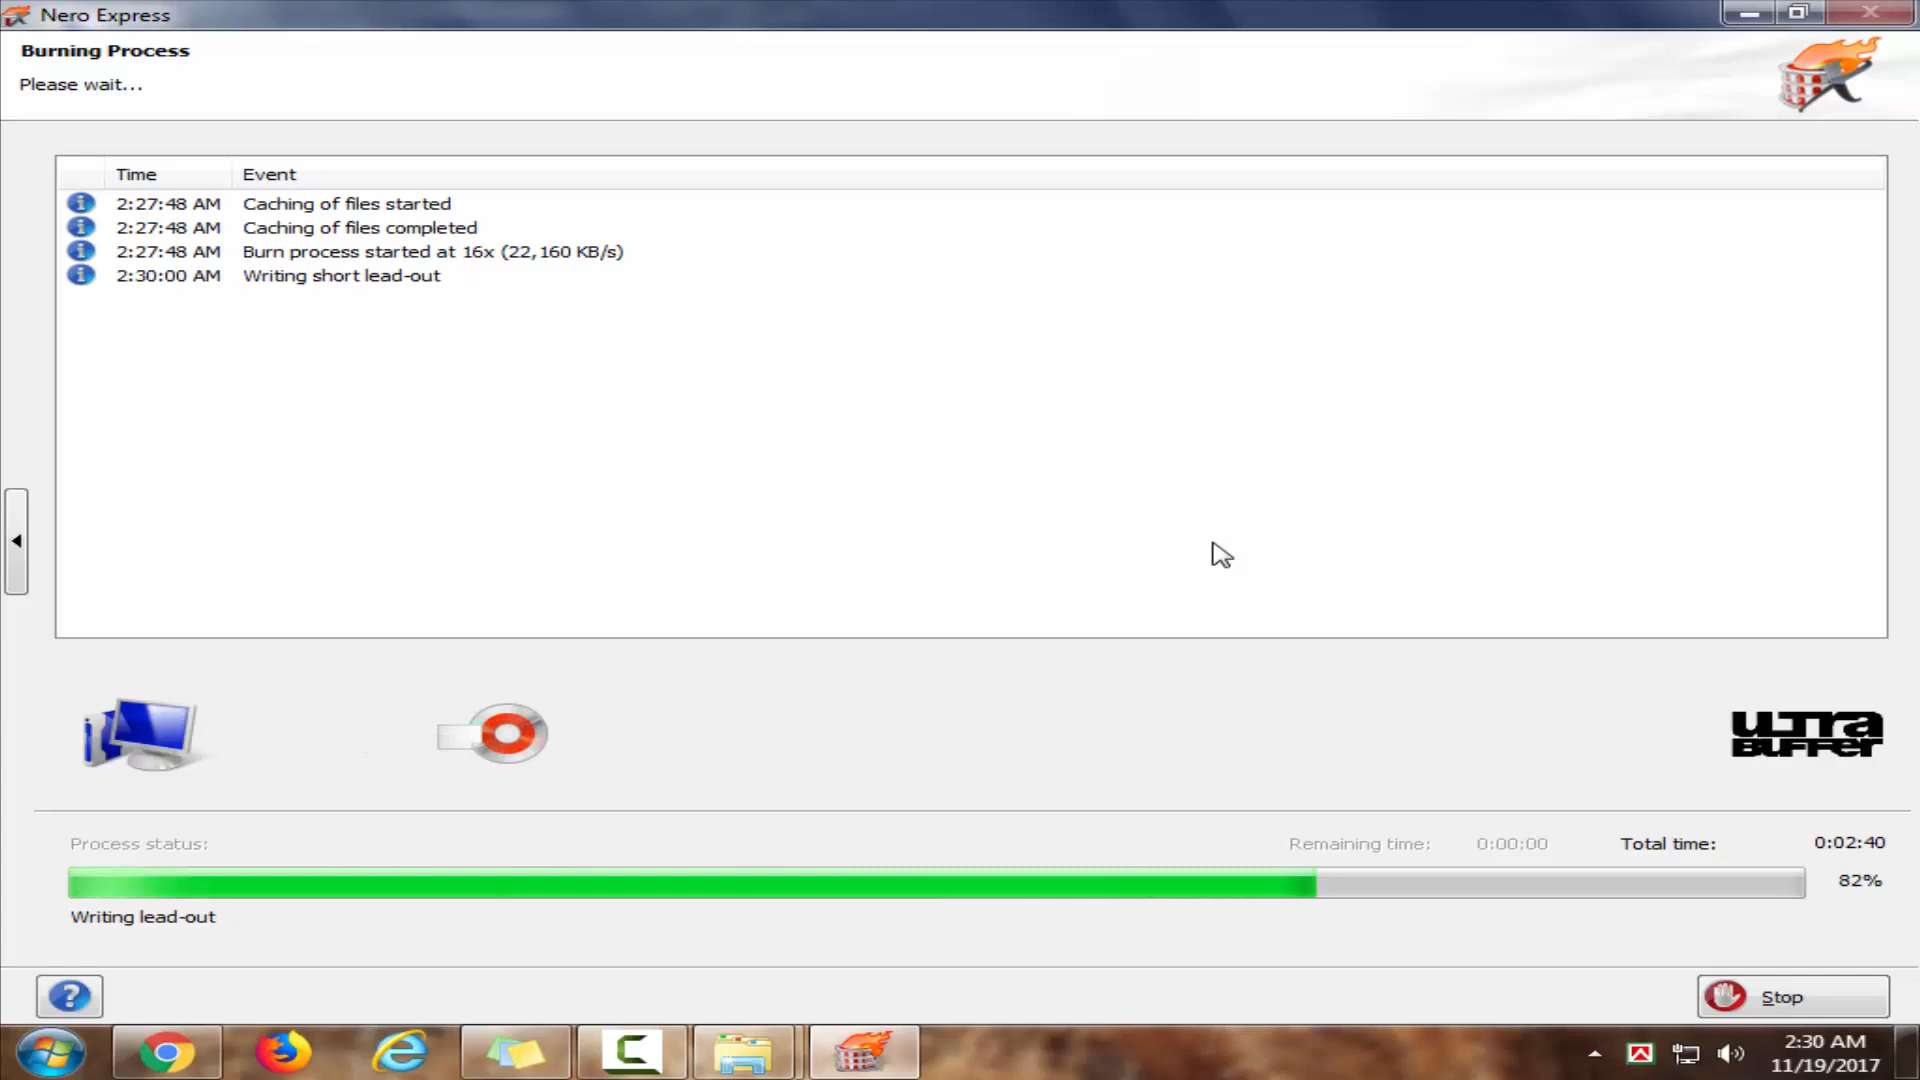 Nero Express
Burning Process
Please wait...
Time Event
2:27:48 AM Caching of files started
2:27:48 AM Caching of files completed
2:27:48 AM Burn process started at 16x (22,160 KB/s)
2:30:00 AM Writing short lead-out
ULTRA
BUFFER
Process status: Remaining time: 0:00:00 Total time: 0:02:40
82%
Writing lead-out
Stop
2:30 AM
11/19/2017